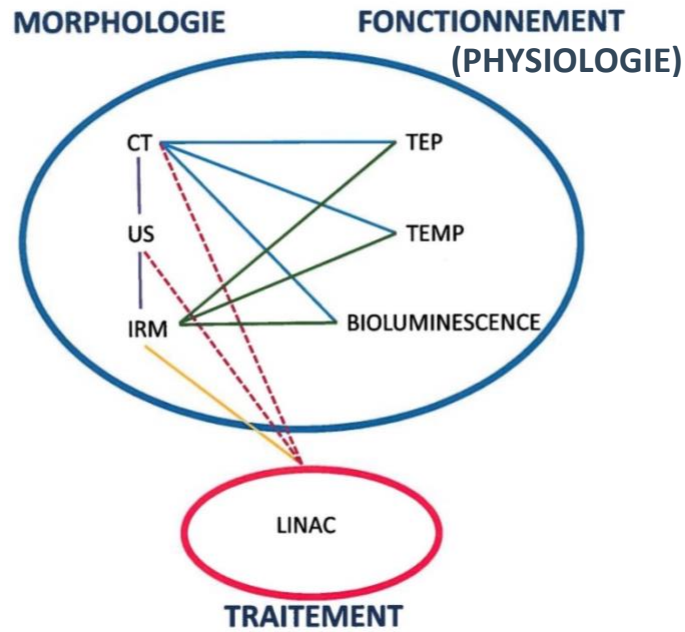 MORPHOLOGIE FONCTIONNEMENT
(PHYSIOLOGIE)
CT TEP
US TEMP
IRM BIOLUMINESCENCE
LINAC
TRAITEMENT